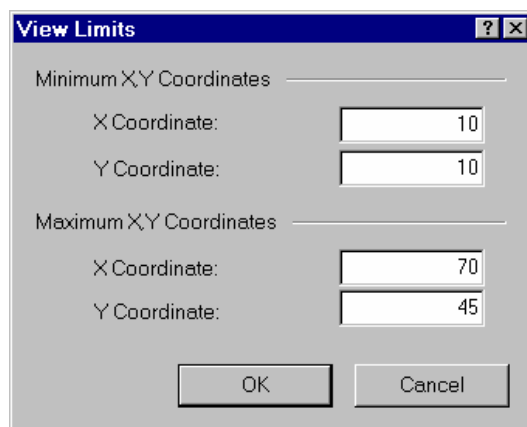 View Limits ? X
Minimum X,Y Coordinates
X Coordinate: 10
Y Coordinate: 10
Maximum X,Y Coordinates
X Coordinate: 70
Y Coordinate: 45
OK Cancel